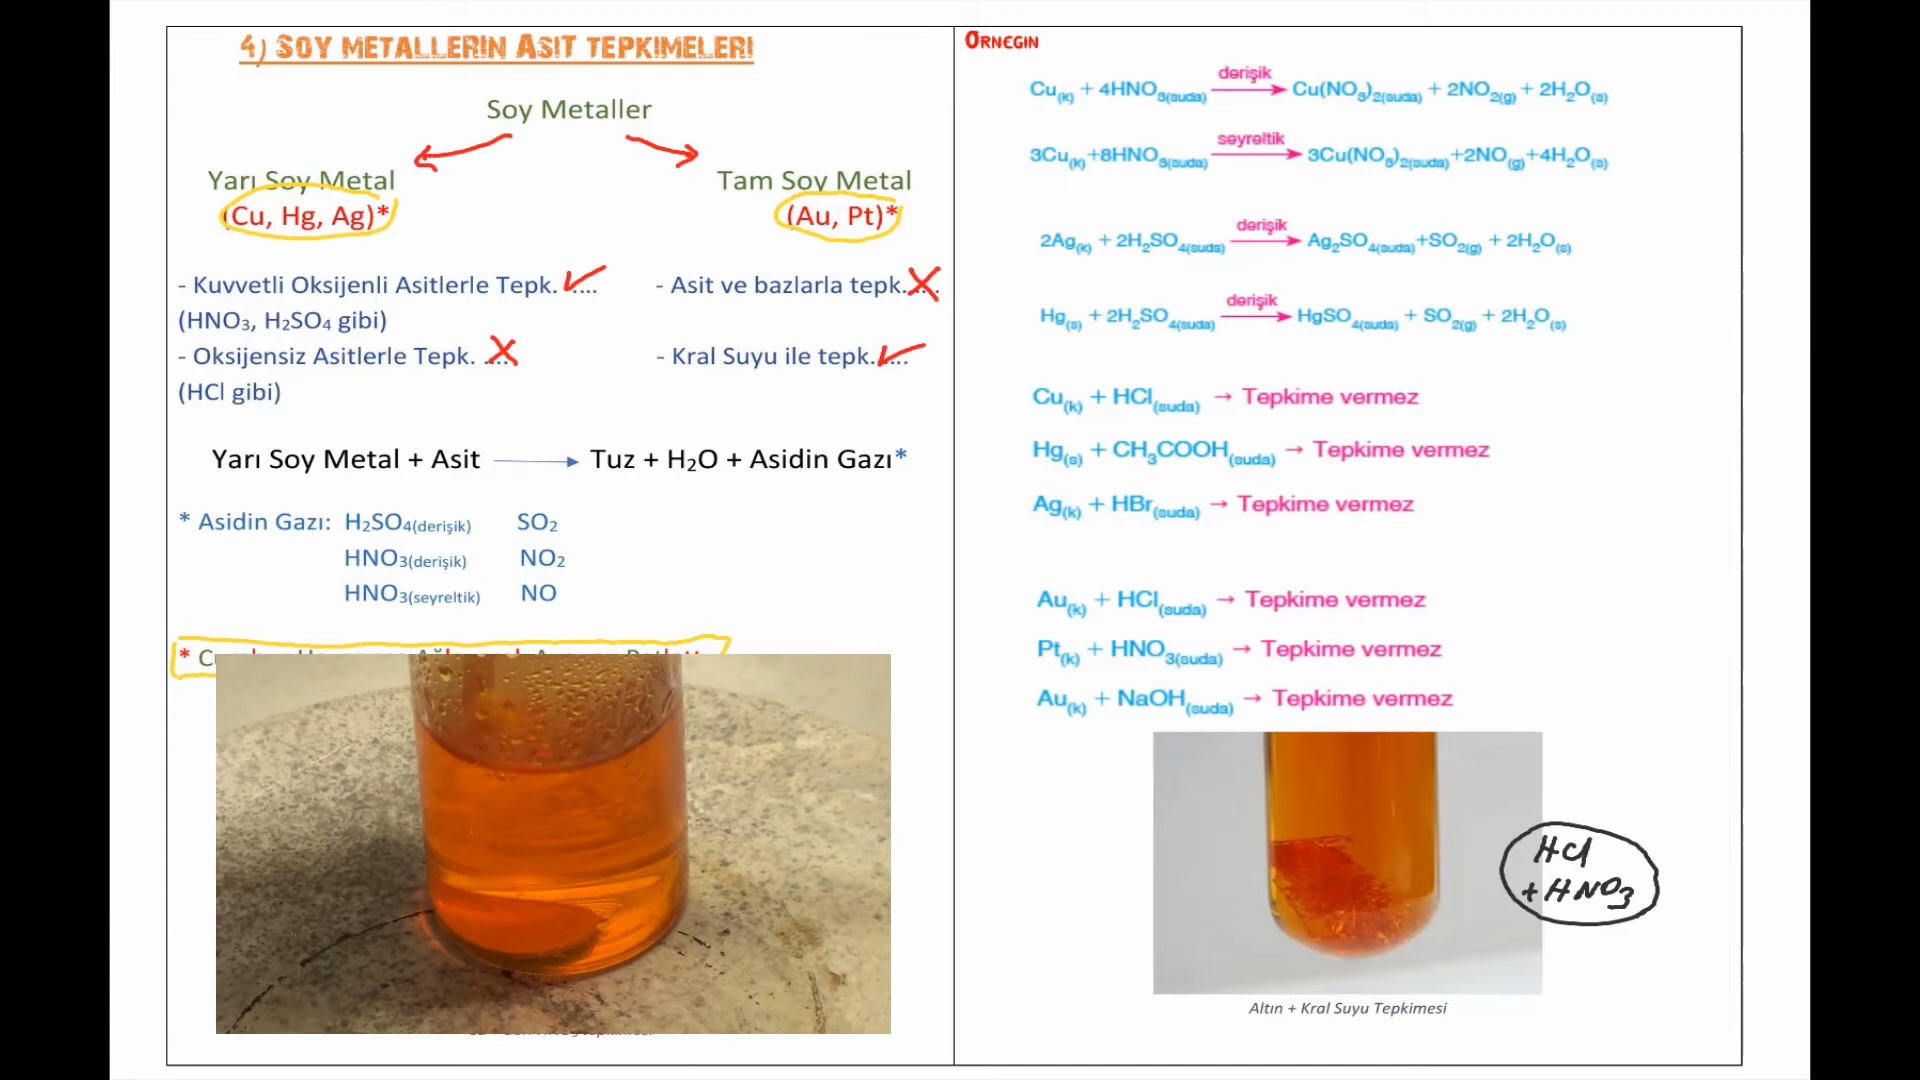 4) SOY METALLERIN ASIT TEPKIMELERI
Soy Metaller
Yarı Soy Metal
(Cu, Hg, Ag)*
Tam Soy Metal
(Au, Pt)*
- Kuvvetli Oksijenli Asitlerle Tepk. ....
(HNO₃, H₂SO₄ gibi)
- Oksijensiz Asitlerle Tepk. ....
(HCl gibi)
- Asit ve bazlarla tepk.....
- Kral Suyu ile tepk.....
Yarı Soy Metal + Asit → Tuz + H₂O + Asidin Gazı*
* Asidin Gazı: H₂SO₄(derişik) SO₂
HNO₃(derişik) NO₂
HNO₃(seyreltik) NO
ORNEGIN
Cu(k) + 4HNO₃(suda) derişik → Cu(NO₃)₂(suda) + 2NO₂(g) + 2H₂O(s)
3Cu(k)+8HNO₃(suda) seyreltik → 3Cu(NO₃)₂(suda)+2NO(g)+4H₂O(s)
2Ag(k) + 2H₂SO₄(suda) derişik → Ag₂SO₄(suda)+SO₂(g) + 2H₂O(s)
Hg(s) + 2H₂SO₄(suda) derişik → HgSO₄(suda) + SO₂(g) + 2H₂O(s)
Cu(k) + HCl(suda) → Tepkime vermez
Hg(s) + CH₃COOH(suda) → Tepkime vermez
Ag(k) + HBr(suda) → Tepkime vermez
Au(k) + HCl(suda) → Tepkime vermez
Pt(k) + HNO₃(suda) → Tepkime vermez
Au(k) + NaOH(suda) → Tepkime vermez
HCl
+ HNO₃
Altın + Kral Suyu Tepkimesi